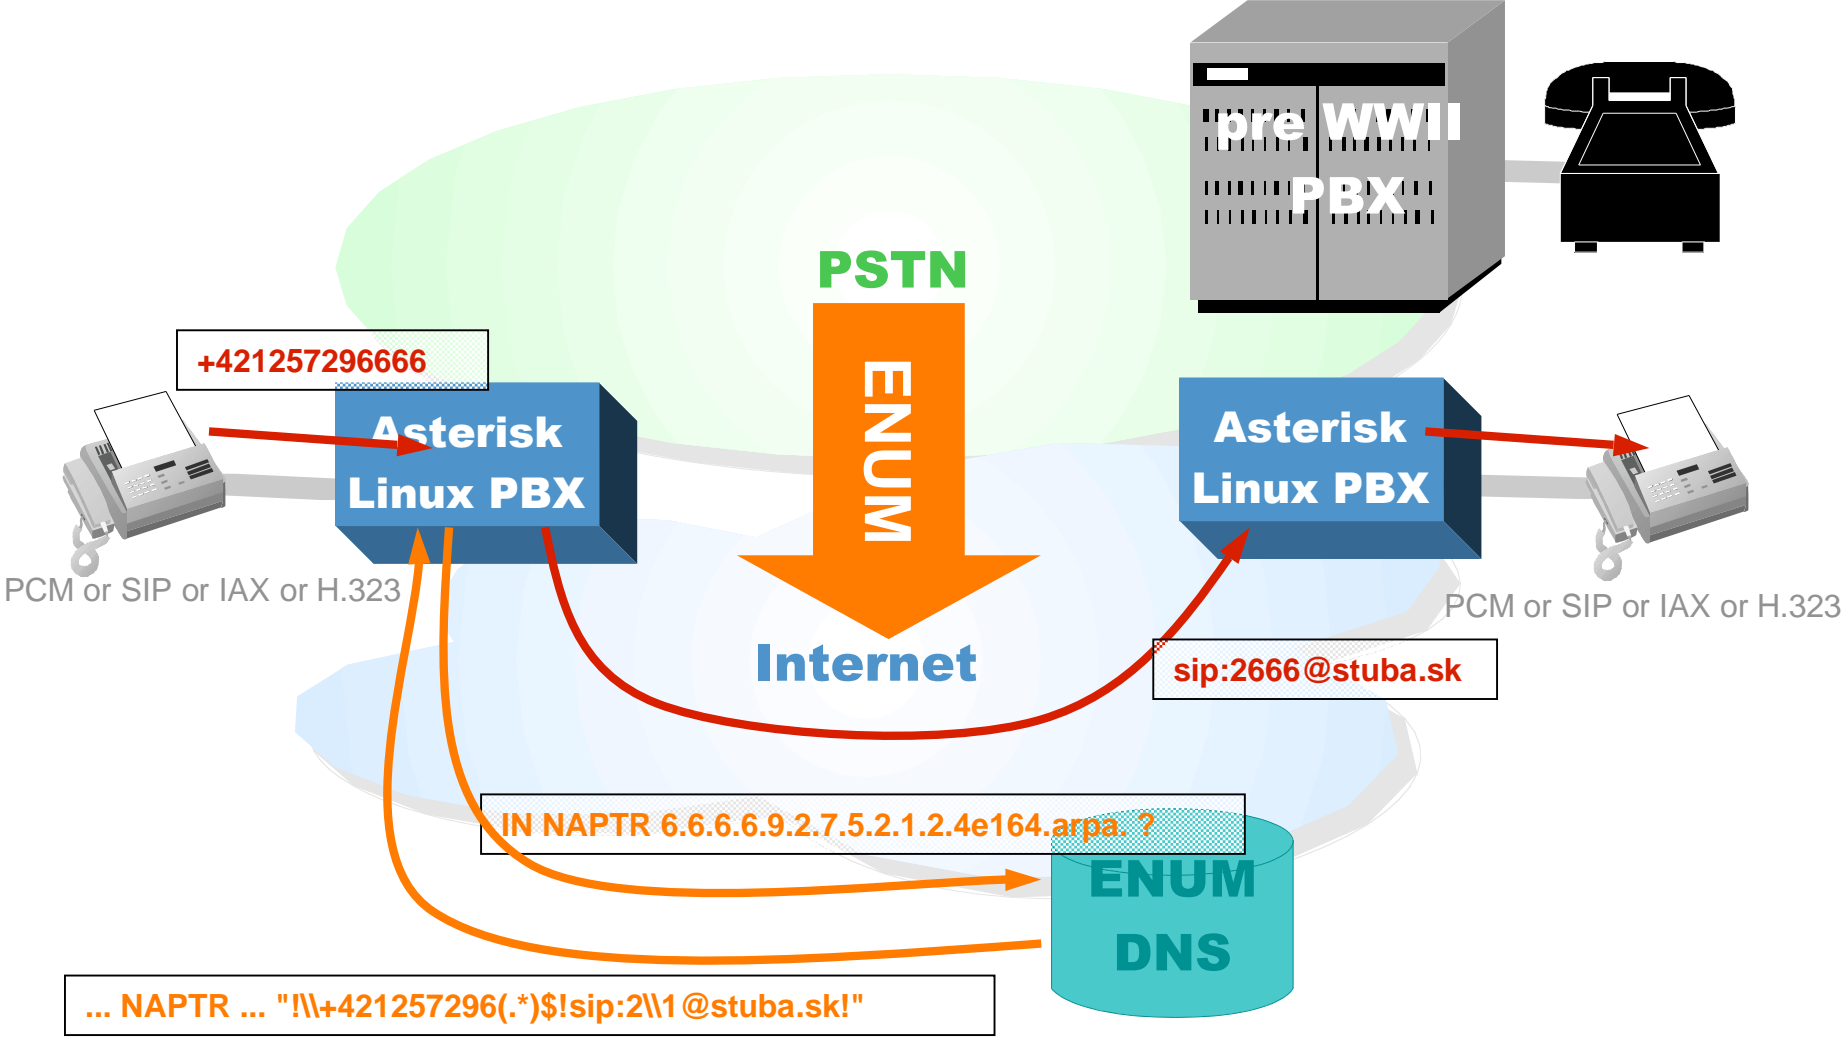 pre WWII
PBX
PSTN
ENUM
+421257296666
Asterisk
Linux PBX
Asterisk
Linux PBX
PCM or SIP or IAX or H.323
PCM or SIP or IAX or H.323
Internet
sip:2666@stuba.sk
IN NAPTR 6.6.6.6.9.2.7.5.2.1.2.4e164.arpa. ?
ENUM
DNS
... NAPTR ... "!\\+421257296(.*)$!sip:2\\1@stuba.sk!"